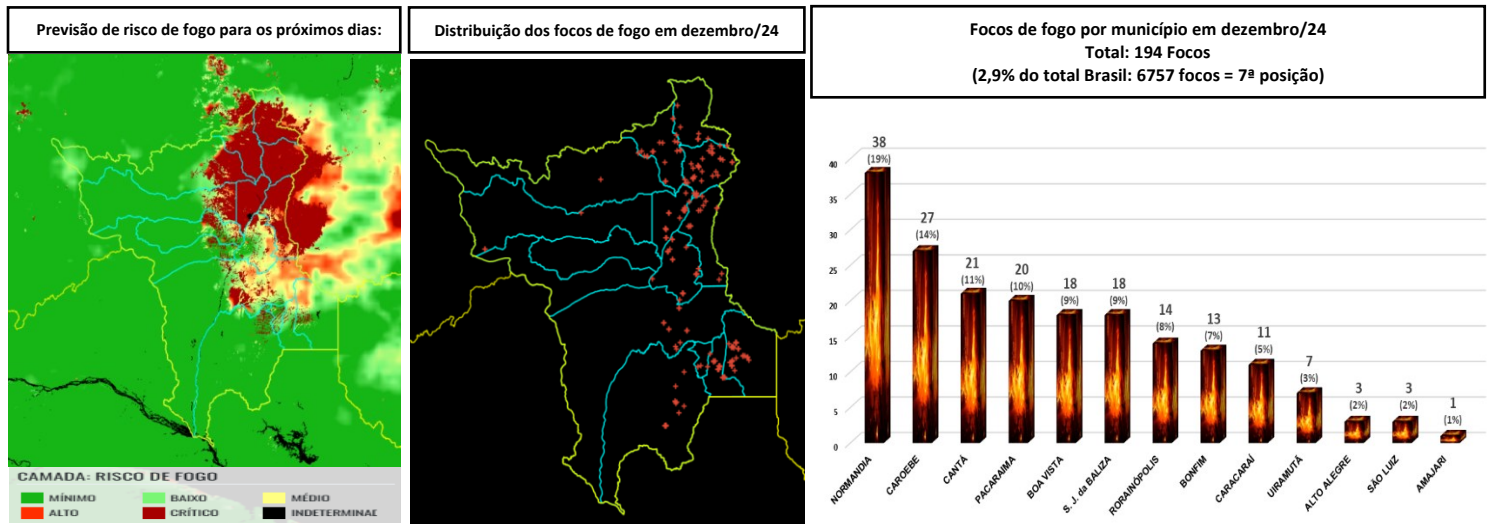 Previsão de risco de fogo para os próximos dias:
CAMADA: RISCO DE FOGO
MÍNIMO
BAIXO
MÉDIO
ALTO
CRÍTICO
INDETERMINAD
Distribuição dos focos de fogo em dezembro/24
Focos de fogo por município em dezembro/24
Total: 194 Focos
(2,9% do total Brasil: 6757 focos = 7ª posição)
40
35
30
25
20
15
10
5
0
38
(19%)
27
(14%)
21
(11%)
20
(10%)
18
(9%)
18
(9%)
14
(8%)
13
(7%)
11
(5%)
7
(3%)
3
(2%)
3
(2%)
1
(1%)
NORMANDIA
CAROEBE
CANTÁ
PACARAIMA
BOA VISTA
S. J. da BALIZA
RORAINÓPOLIS
BONFIM
CARACARAÍ
UIRAMUTÃ
ALTO ALEGRE
SÃO LUIZ
AMAJARI